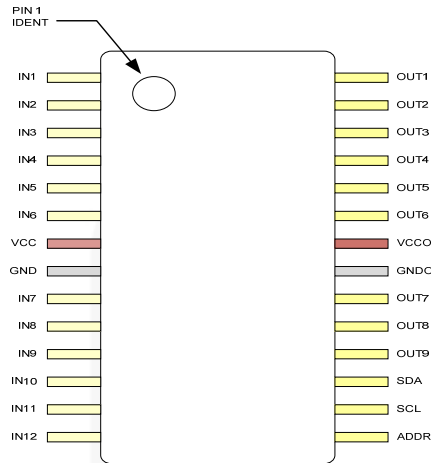 PIN 1
IDENT
IN1
OUT1
IN2
OUT2
IN3
OUT3
IN4
OUT4
IN5
OUT5
IN6
OUT6
VCC
VCCO
GND
GNDO
IN7
OUT7
IN8
OUT8
IN9
OUT9
IN10
SDA
IN11
SCL
IN12
ADDR